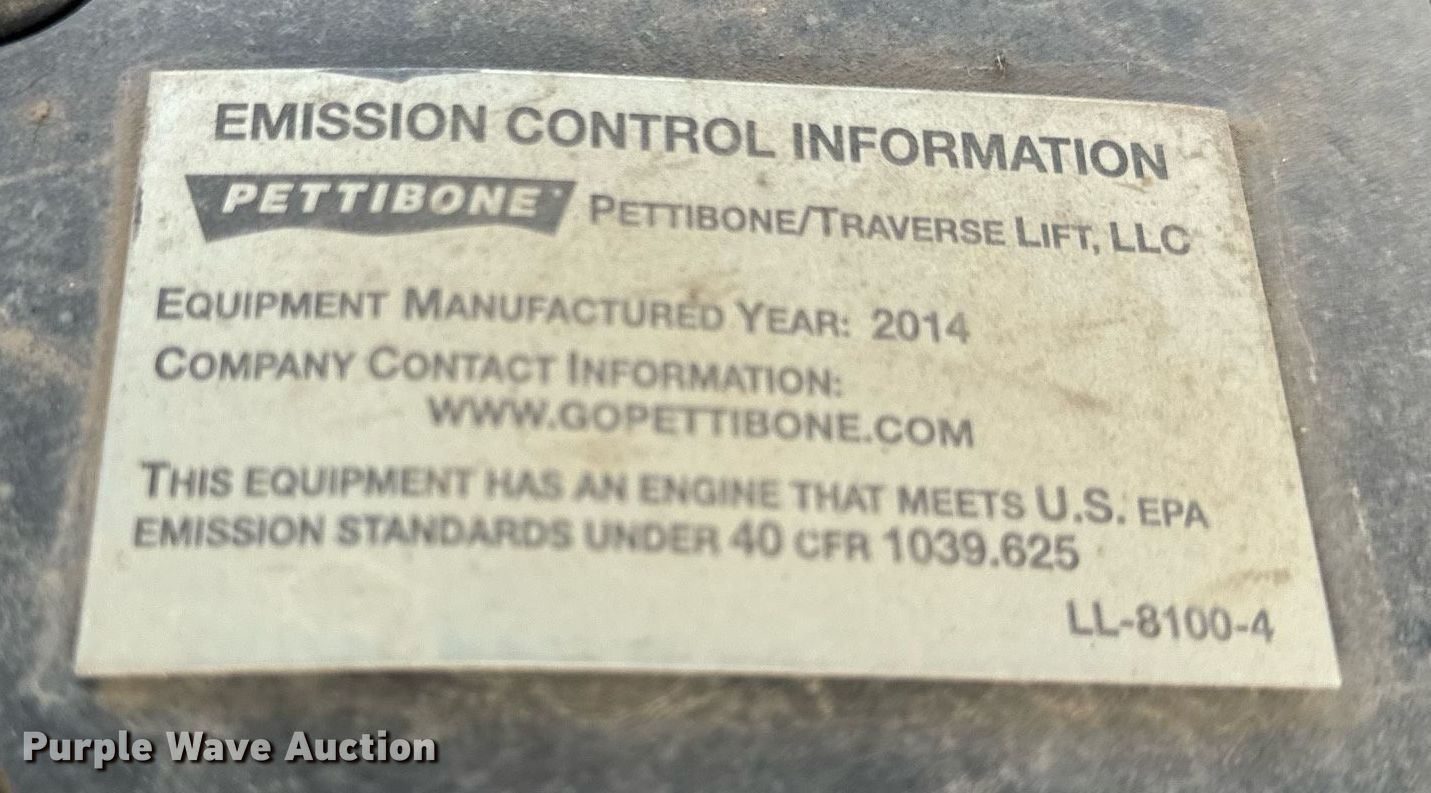 EMISSION CONTROL INFORMATION
PETTIBONE PETTIBONE/TRAVERSE LIFT, LLC
EQUIPMENT MANUFACTURED YEAR: 2014
COMPANY CONTACT INFORMATION:
WWW.GOPETTIBONE.COM
THIS EQUIPMENT HAS AN ENGINE THAT MEETS U.S. EPA
EMISSION STANDARDS UNDER 40 CFR 1039.625
LL-8100-4
Purple Wave Auction